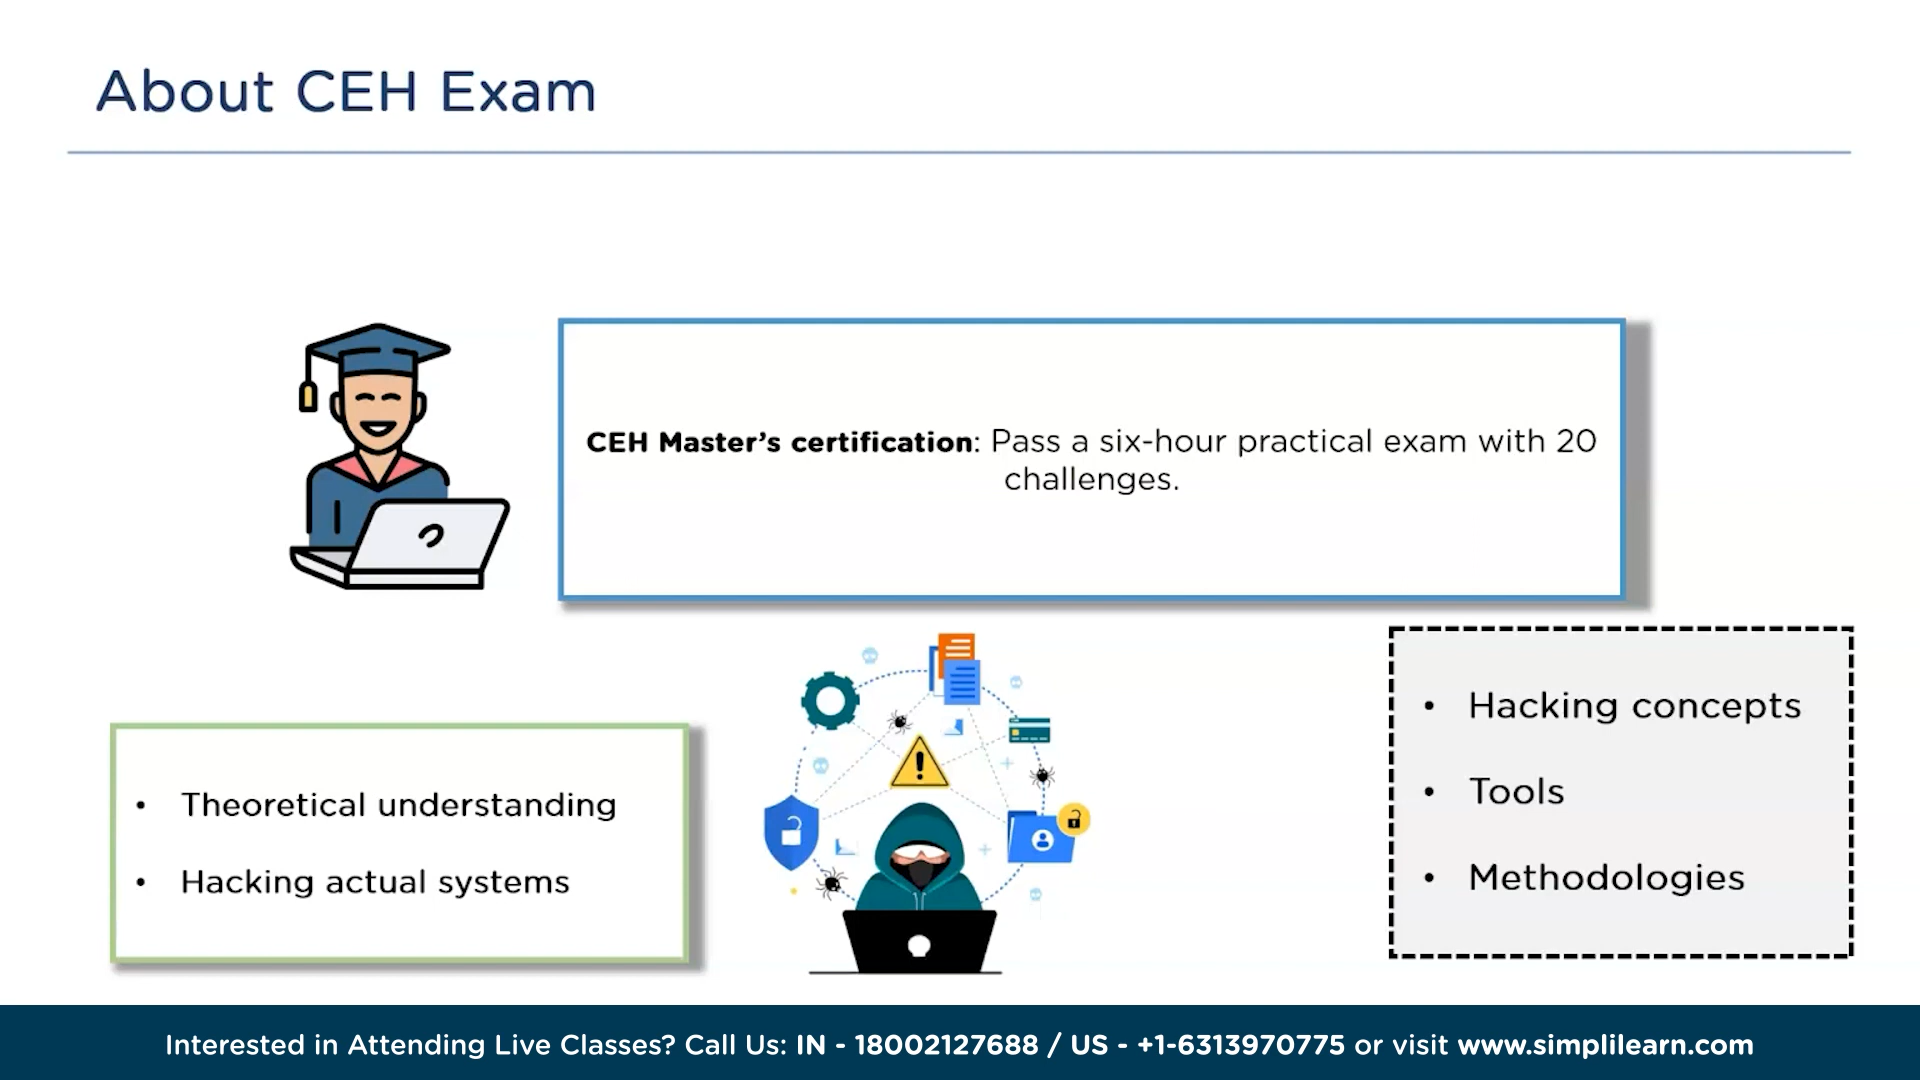 About CEH Exam
CEH Master’s certification: Pass a six-hour practical exam with 20
challenges.
• Theoretical understanding
• Hacking actual systems
• Hacking concepts
• Tools
• Methodologies
Interested in Attending Live Classes? Call Us: IN - 18002127688 / US - +1-6313970775 or visit www.simplilearn.com